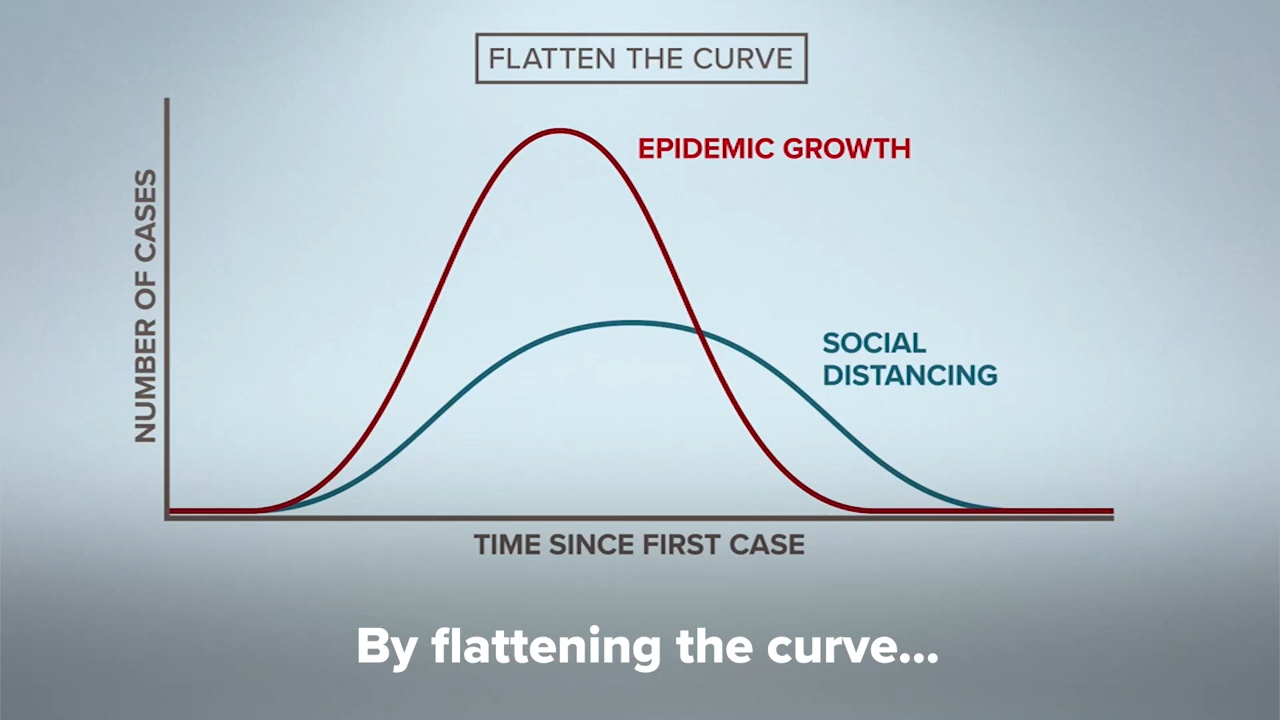 FLATTEN THE CURVE
EPIDEMIC GROWTH
NUMBER OF CASES
SOCIAL
DISTANCING
TIME SINCE FIRST CASE
By flattening the curve...